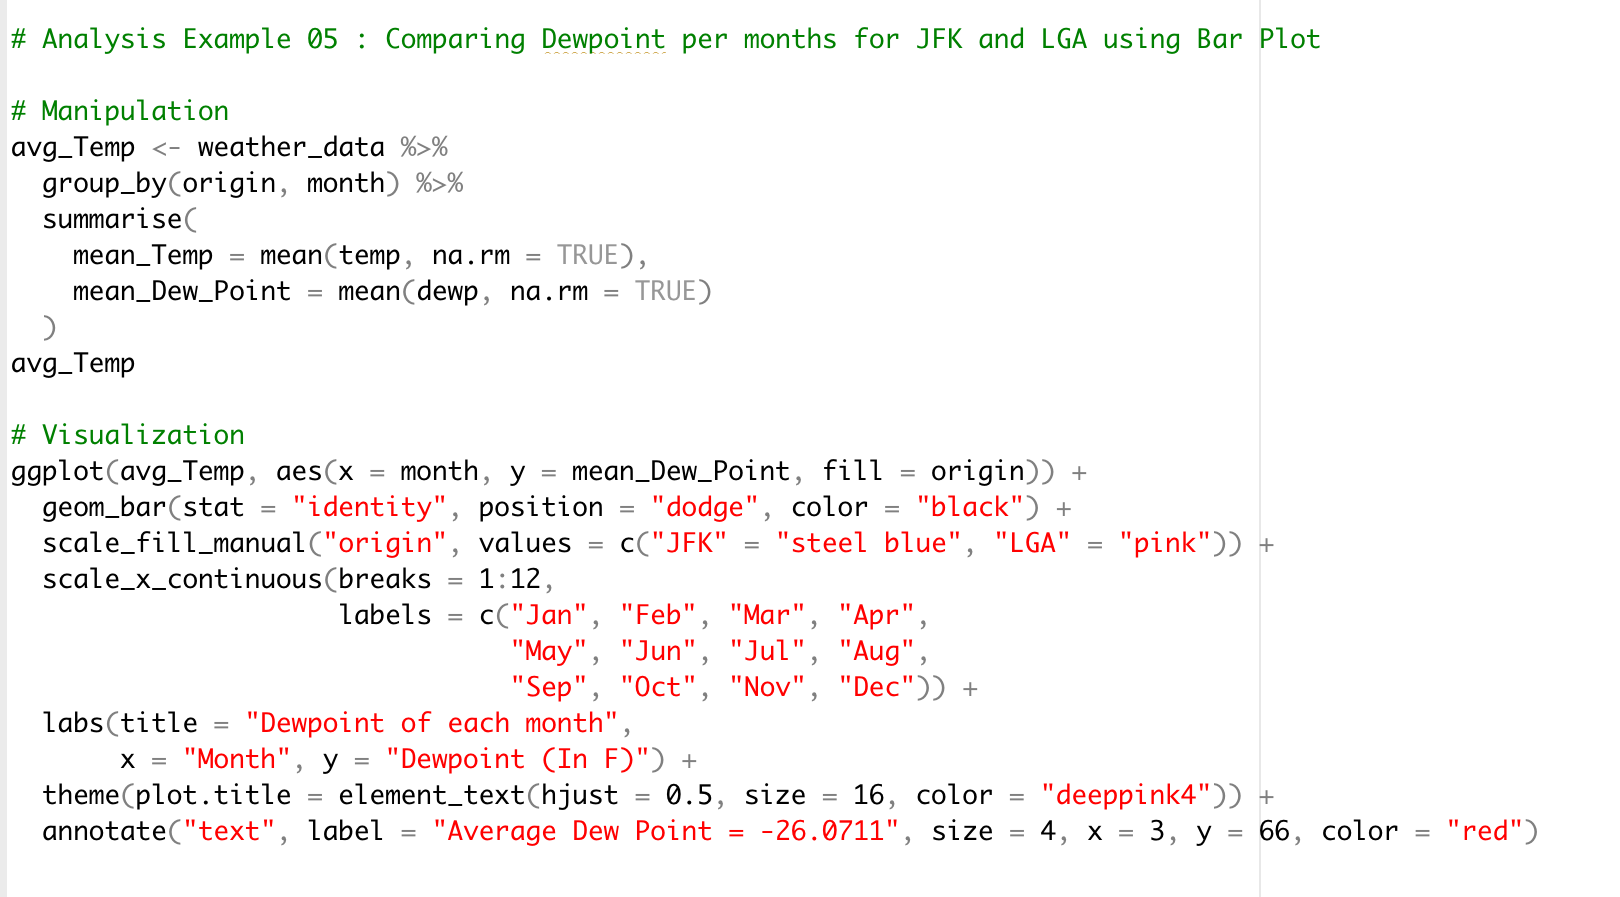 # Analysis Example 05 : Comparing Dewpoint per months for JFK and LGA using Bar Plot
# Manipulation
avg_Temp <- weather_data %>%
  group_by(origin, month) %>%
  summarise(
    mean_Temp = mean(temp, na.rm = TRUE),
    mean_Dew_Point = mean(dewp, na.rm = TRUE)
  )
avg_Temp
# Visualization
ggplot(avg_Temp, aes(x = month, y = mean_Dew_Point, fill = origin)) +
  geom_bar(stat = "identity", position = "dodge", color = "black") +
  scale_fill_manual("origin", values = c("JFK" = "steel blue", "LGA" = "pink")) +
  scale_x_continuous(breaks = 1:12,
                     labels = c("Jan", "Feb", "Mar", "Apr",
                                "May", "Jun", "Jul", "Aug",
                                "Sep", "Oct", "Nov", "Dec")) +
  labs(title = "Dewpoint of each month",
       x = "Month", y = "Dewpoint (In F)") +
  theme(plot.title = element_text(hjust = 0.5, size = 16, color = "deeppink4")) +
  annotate("text", label = "Average Dew Point = -26.0711", size = 4, x = 3, y = 66, color = "red")